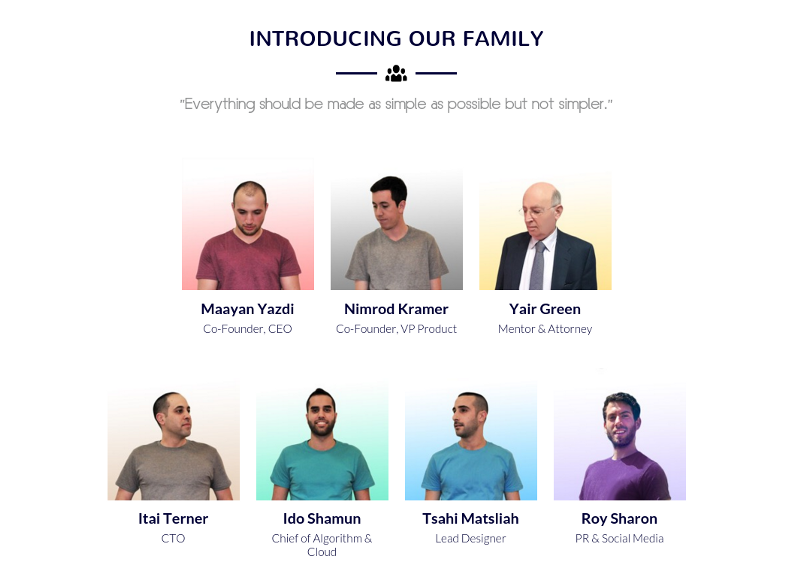 INTRODUCING OUR FAMILY
"Everything should be made as simple as possible but not simpler."
Maayan Yazdi
Co-Founder, CEO
Nimrod Kramer
Co-Founder, VP Product
Yair Green
Mentor & Attorney
Itai Terner
CTO
Ido Shamun
Chief of Algorithm &
Cloud
Tsahi Matsliah
Lead Designer
Roy Sharon
PR & Social Media